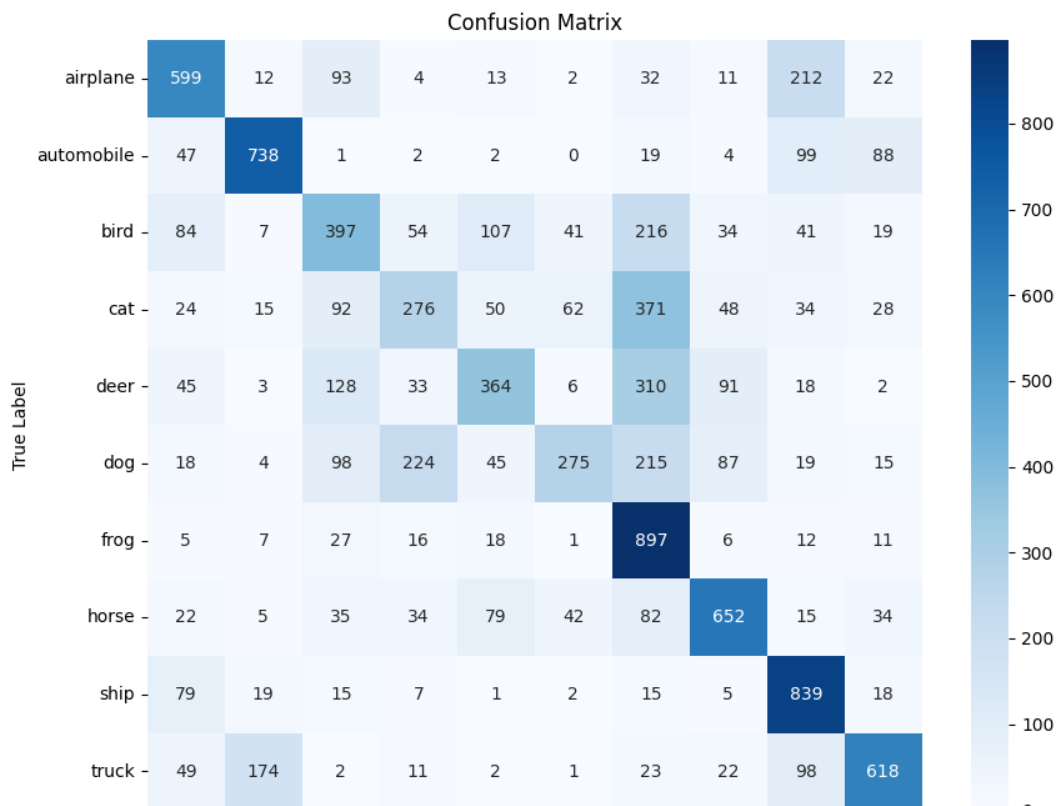 Confusion Matrix
airplane 599 12 93 4 13 2 32 11 212 22
automobile 47 738 1 2 2 0 19 4 99 88
bird 84 7 397 54 107 41 216 34 41 19
cat 24 15 92 276 50 62 371 48 34 28
deer 45 3 128 33 364 6 310 91 18 2
dog 18 4 98 224 45 275 215 87 19 15
frog 5 7 27 16 18 1 897 6 12 11
horse 22 5 35 34 79 42 82 652 15 34
ship 79 19 15 7 1 2 15 5 839 18
truck 49 174 2 11 2 1 23 22 98 618
True Label
800
700
600
500
400
300
200
100